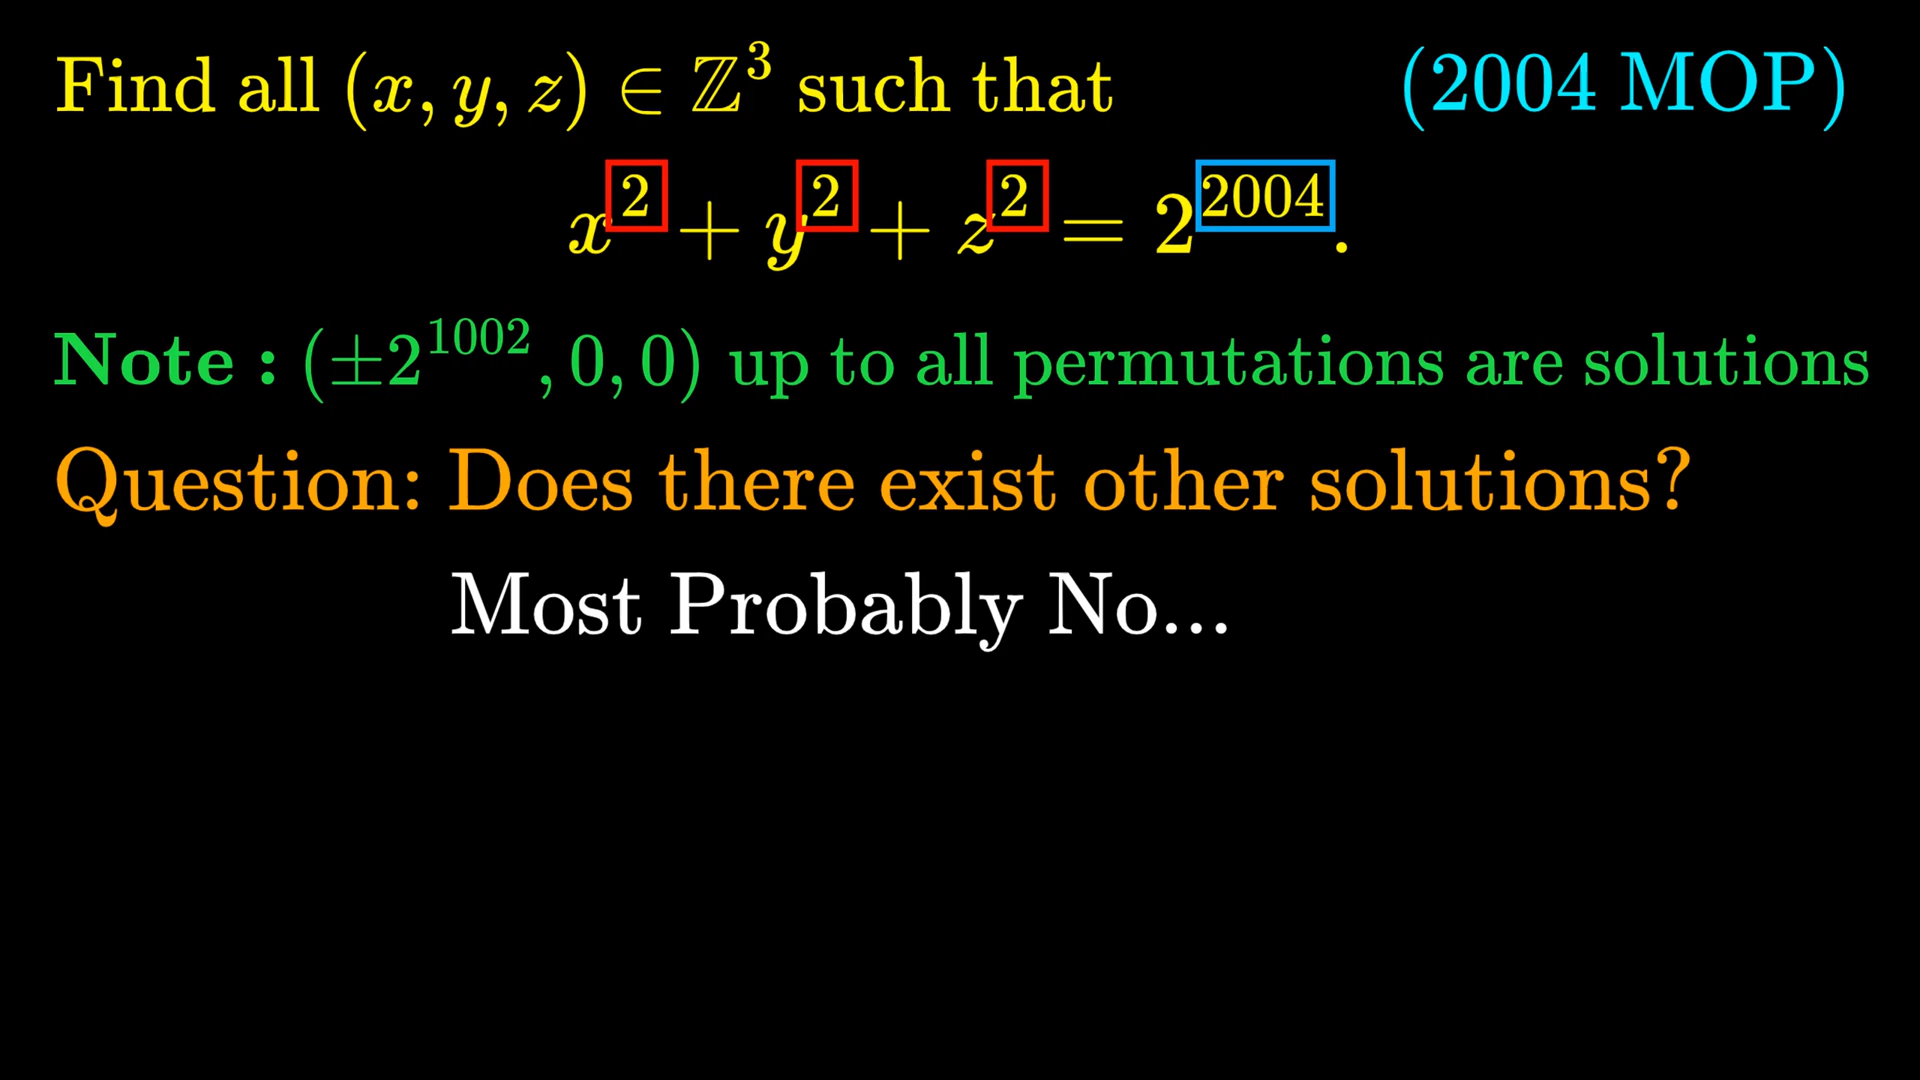 Find all (x, y, z) ∈ ℤ³ such that (2004 MOP)
x² + y² + z² = 2²⁰⁰⁴.
Note : (±2¹⁰⁰², 0, 0) up to all permutations are solutions
Question: Does there exist other solutions?
Most Probably No...